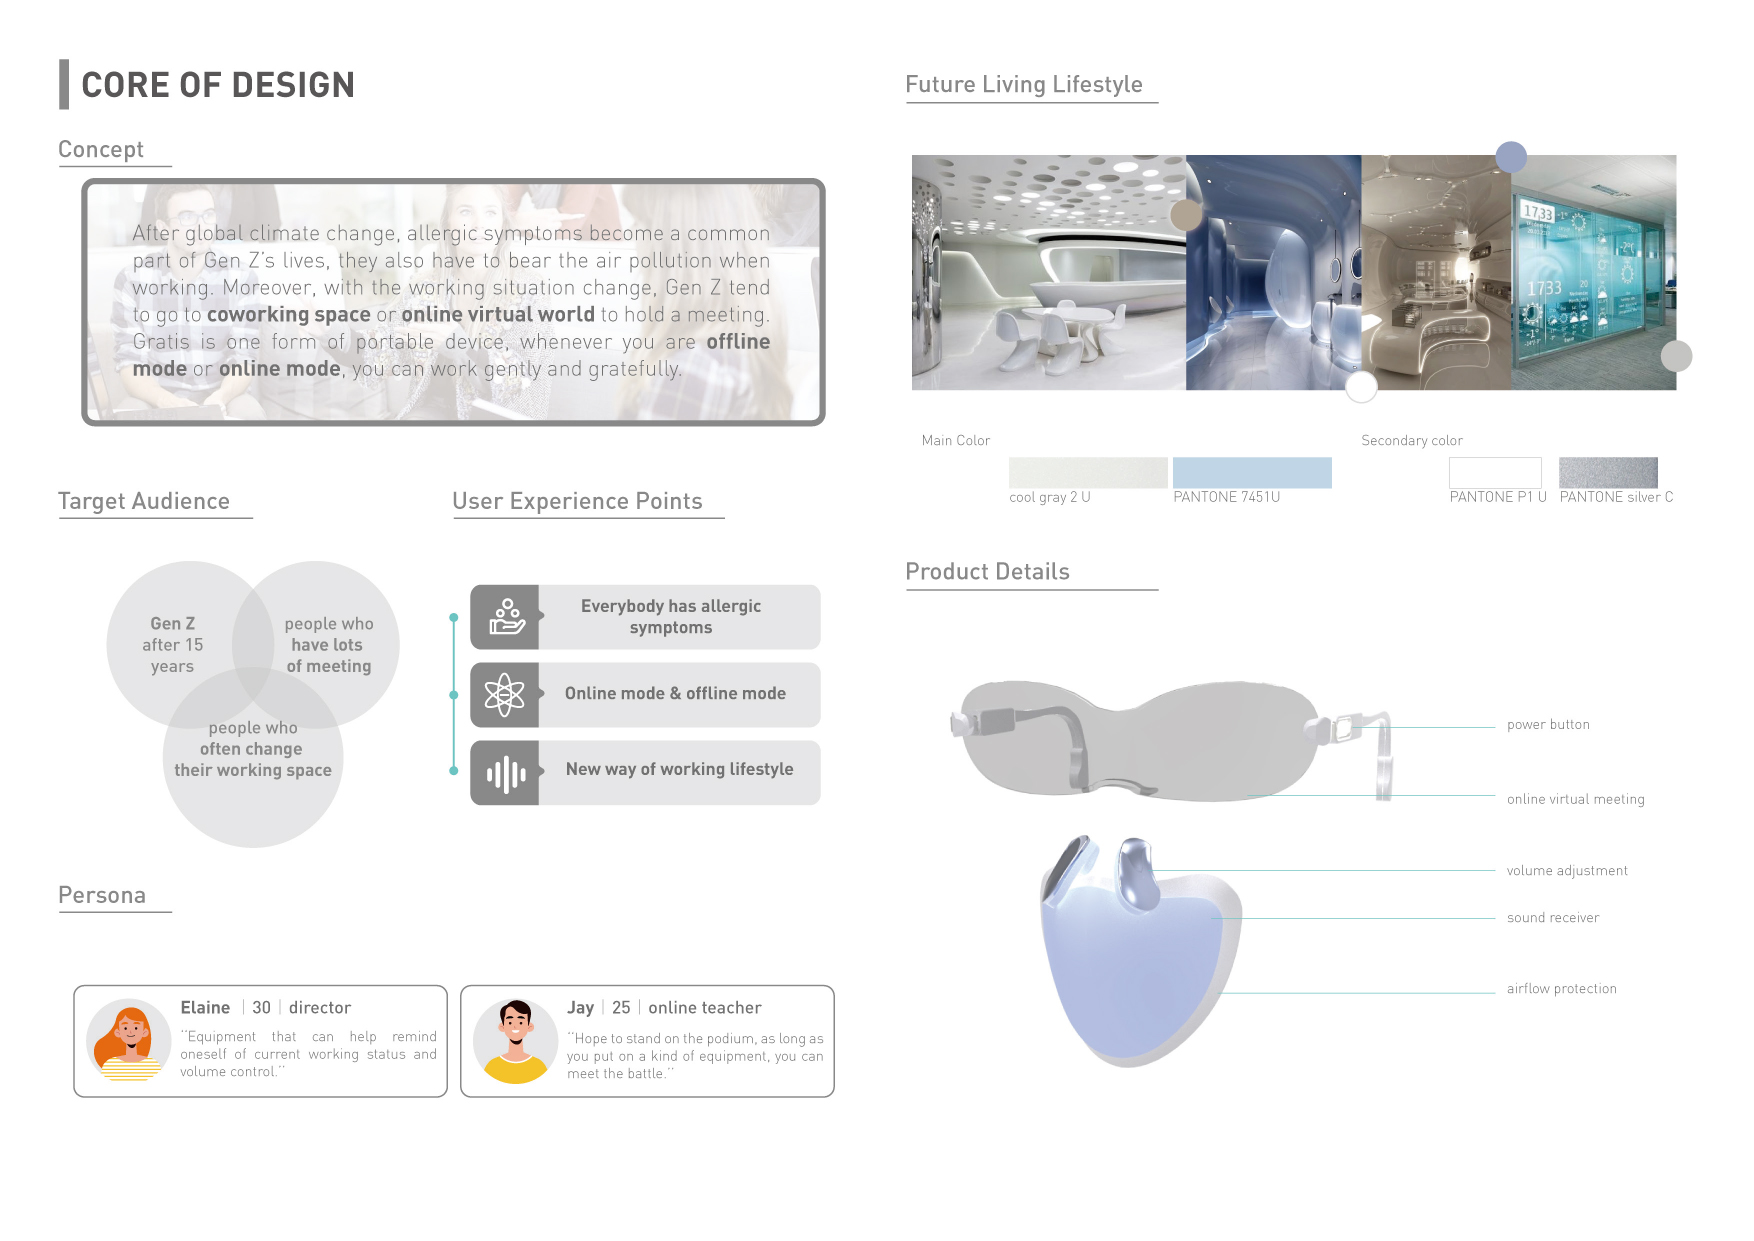 CORE OF DESIGN
Concept
After global climate change, allergic symptoms become a common
part of Gen Z's lives, they also have to bear the air pollution when
working. Moreover, with the working situation change, Gen Z tend
to go to coworking space or online virtual world to hold a meeting.
Gratis is one form of portable device, whenever you are offline
mode or online mode, you can work gently and gratefully.
Target Audience
Gen Z
after 15
years
people who
have lots
of meeting
people who
often change
their working space
User Experience Points
Everybody has allergic
symptoms
Online mode & offline mode
New way of working lifestyle
Persona
Elaine | 30 | director
´´Equipment that can help remind
oneself of current working status and
volume control.´´
Jay | 25 | online teacher
´´Hope to stand on the podium, as long as
you put on a kind of equipment, you can
meet the battle.´´
Future Living Lifestyle
17.33
-1°
-2°C
17.33
20
Main Color
cool gray 2 U
PANTONE 7451U
Secondary color
PANTONE P1 U
PANTONE silver C
Product Details
power button
online virtual meeting
volume adjustment
sound receiver
airflow protection